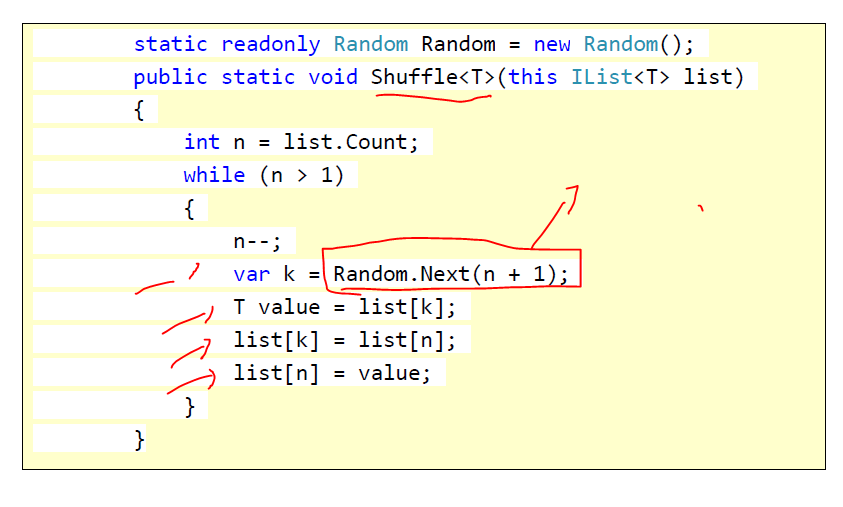 static readonly Random Random = new Random();
public static void Shuffle<T>(this IList<T> list)
{
int n = list.Count;
while (n > 1)
{
n--;
var k = Random.Next(n + 1);
T value = list[k];
list[k] = list[n];
list[n] = value;
}
}